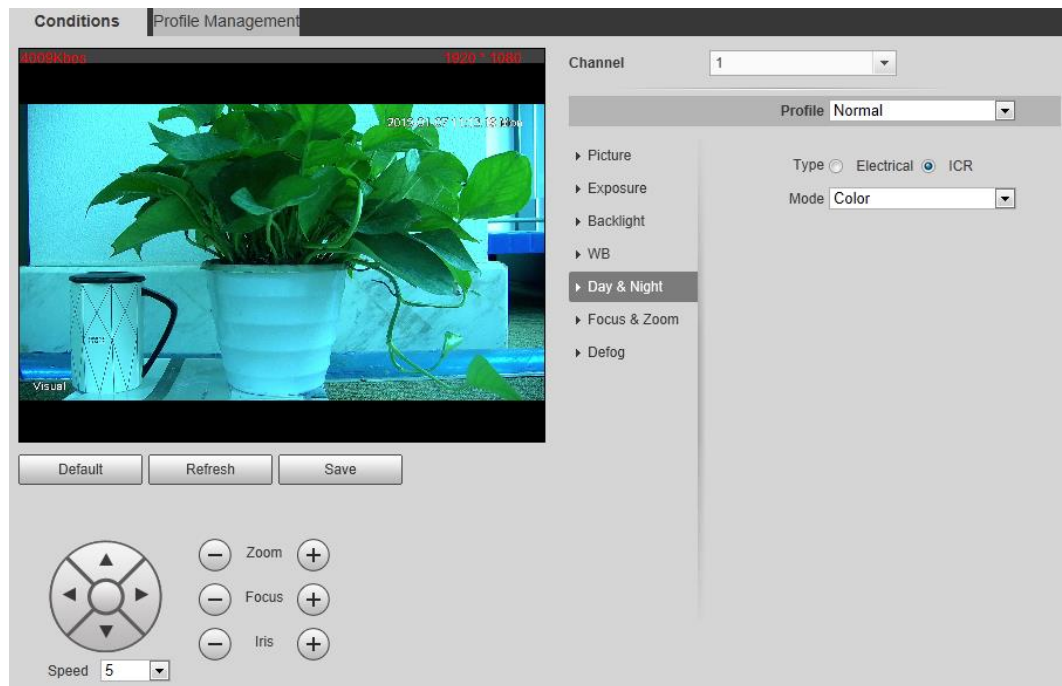 Conditions
Profile Management
4009Kbps
1920 * 1080
Visual
Default
Refresh
Save
Zoom
Focus
Iris
Speed 5
Channel 1
Profile Normal
Picture
Exposure
Backlight
WB
Day & Night
Focus & Zoom
Defog
Type Electrical ICR
Mode Color